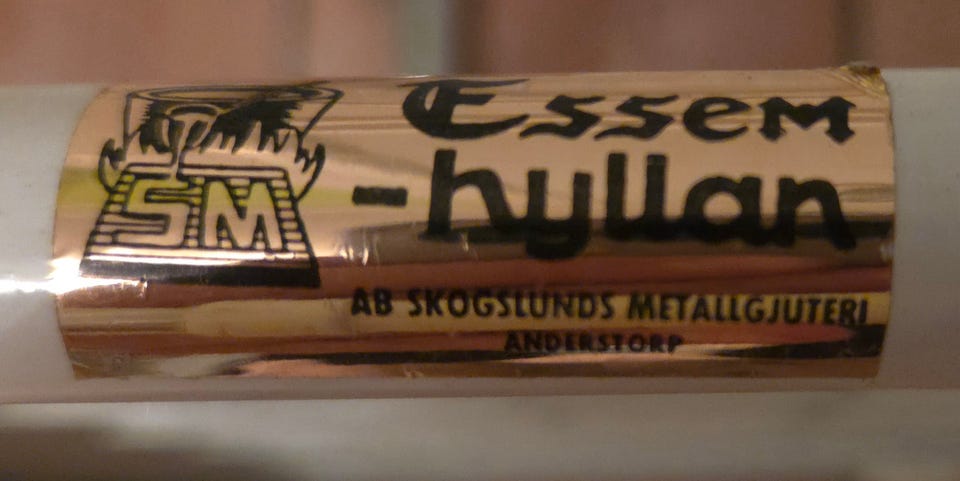 SM
Essem
-hyllan
AB SKOGSLUNDS METALLGJUTERI
ANDERSTORP